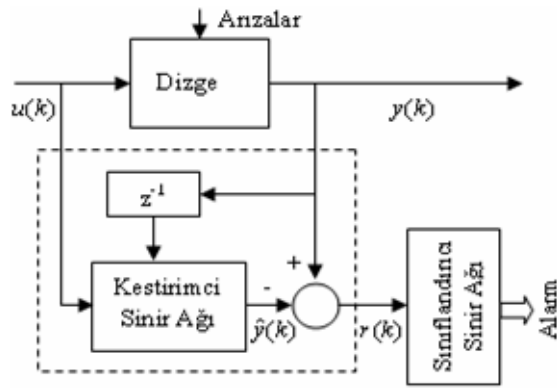 Arızalar
Dizge
u(k)
y(k)
z⁻¹
Kestirimci
Sinir Ağı
+
-
ŷ(k)
r(k)
Sınıflandırıcı
Sinir Ağı
Alarm